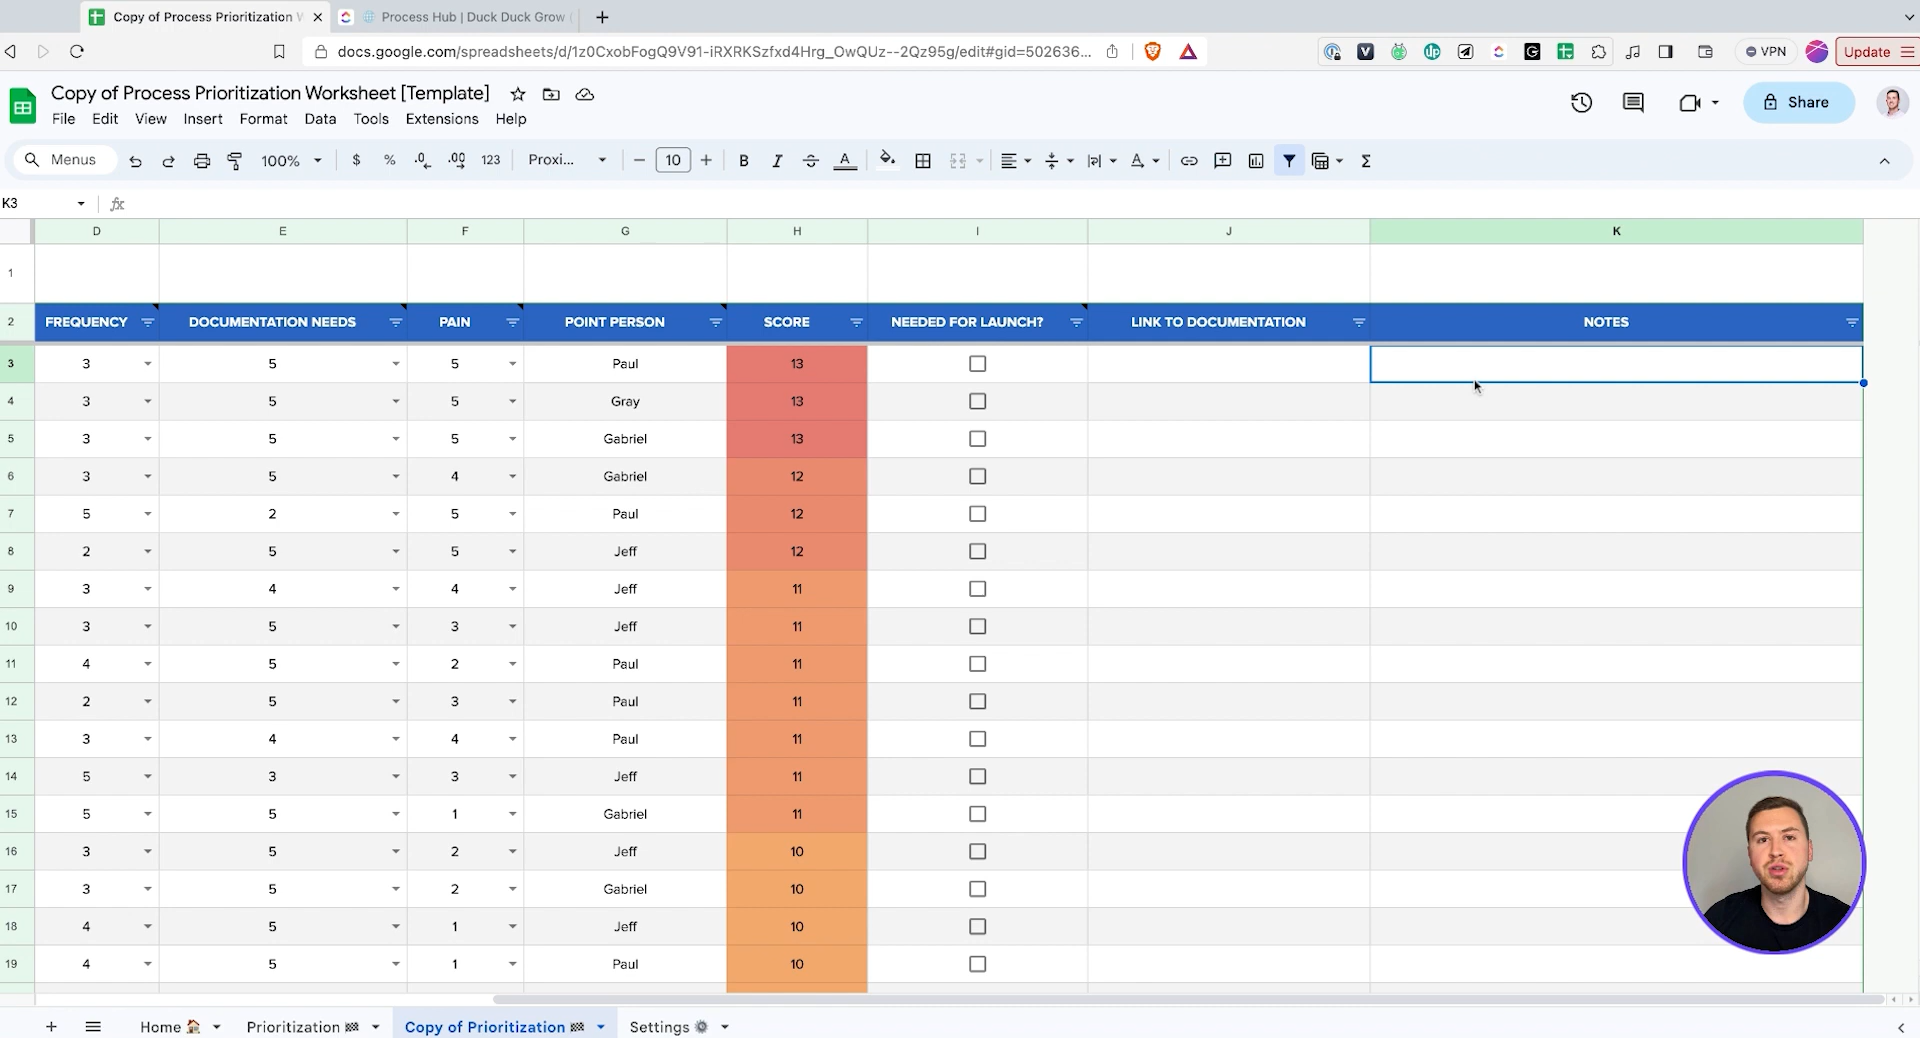 Copy of Process Prioritization W
Process Hub | Duck Duck Grow (
docs.google.com/spreadsheets/d/1z0CxobFogQ9V91-iRXRKSzfxd4Hrg_OwQUz--2Qz95g/edit#gid=502636...
VPN
Update
Copy of Process Prioritization Worksheet [Template]
File Edit View Insert Format Data Tools Extensions Help
Share
Menus
100%
$ % .0 .00 123
Proxi...
10
B I A
K3
fx
D E F G H I J K
1
2 FREQUENCY DOCUMENTATION NEEDS PAIN POINT PERSON SCORE NEEDED FOR LAUNCH? LINK TO DOCUMENTATION NOTES
3 3 5 5 Paul 13
4 3 5 5 Gray 13
5 3 5 5 Gabriel 13
6 3 5 4 Gabriel 12
7 5 2 5 Paul 12
8 2 5 5 Jeff 12
9 3 4 4 Jeff 11
10 3 5 3 Jeff 11
11 4 5 2 Paul 11
12 2 5 3 Paul 11
13 3 4 4 Paul 11
14 5 3 3 Jeff 11
15 5 5 1 Gabriel 11
16 3 5 2 Jeff 10
17 3 5 2 Gabriel 10
18 4 5 1 Jeff 10
19 4 5 1 Paul 10
Home Prioritization Copy of Prioritization Settings